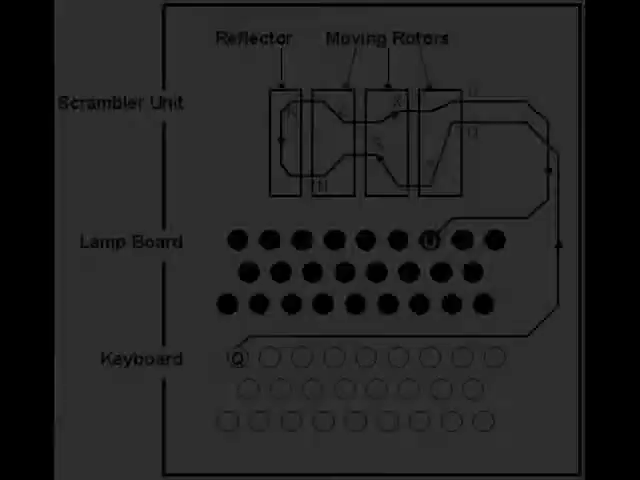 Reflector Moving Rotors
Scrambler Unit
Lamp Board
Keyboard
Q